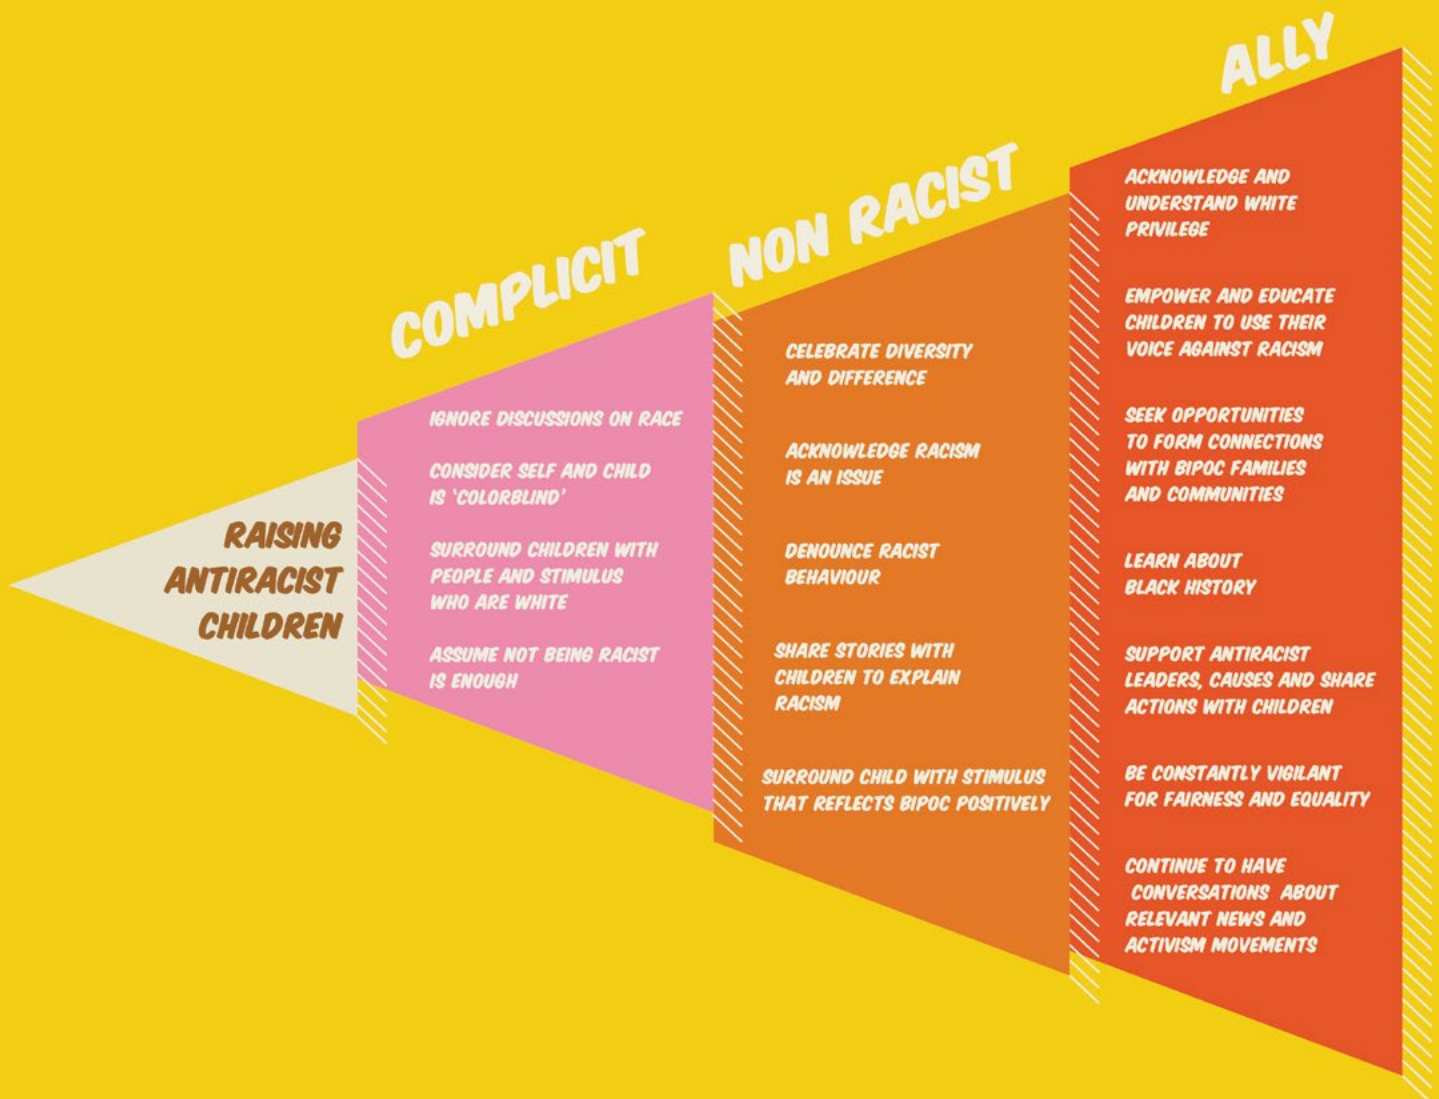 RAISING
ANTIRACIST
CHILDREN
COMPLICIT
IGNORE DISCUSSIONS ON RACE
CONSIDER SELF AND CHILD
IS 'COLORBLIND'
SURROUND CHILDREN WITH
PEOPLE AND STIMULUS
WHO ARE WHITE
ASSUME NOT BEING RACIST
IS ENOUGH
NON RACIST
CELEBRATE DIVERSITY
AND DIFFERENCE
ACKNOWLEDGE RACISM
IS AN ISSUE
DENOUNCE RACIST
BEHAVIOUR
SHARE STORIES WITH
CHILDREN TO EXPLAIN
RACISM
SURROUND CHILD WITH STIMULUS
THAT REFLECTS BIPOC POSITIVELY
ALLY
ACKNOWLEDGE AND
UNDERSTAND WHITE
PRIVILEGE
EMPOWER AND EDUCATE
CHILDREN TO USE THEIR
VOICE AGAINST RACISM
SEEK OPPORTUNITIES
TO FORM CONNECTIONS
WITH BIPOC FAMILIES
AND COMMUNITIES
LEARN ABOUT
BLACK HISTORY
SUPPORT ANTIRACIST
LEADERS, CAUSES AND SHARE
ACTIONS WITH CHILDREN
BE CONSTANTLY VIGILANT
FOR FAIRNESS AND EQUALITY
CONTINUE TO HAVE
CONVERSATIONS ABOUT
RELEVANT NEWS AND
ACTIVISM MOVEMENTS